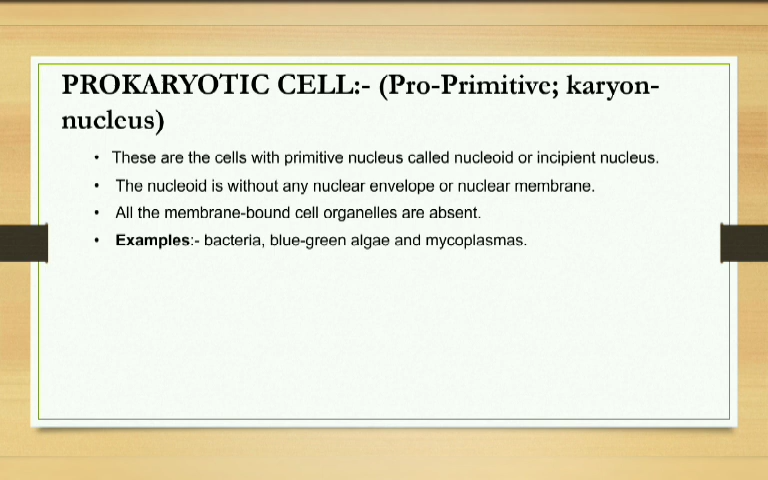 PROKARYOTIC CELL:- (Pro-Primitive; karyon-
nucleus)
• These are the cells with primitive nucleus called nucleoid or incipient nucleus.
• The nucleoid is without any nuclear envelope or nuclear membrane.
• All the membrane-bound cell organelles are absent.
• Examples:- bacteria, blue-green algae and mycoplasmas.